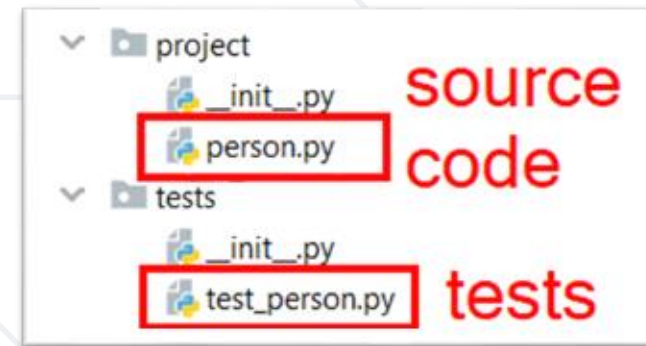 project
__init__.py
person.py
source
code
tests
__init__.py
test_person.py
tests